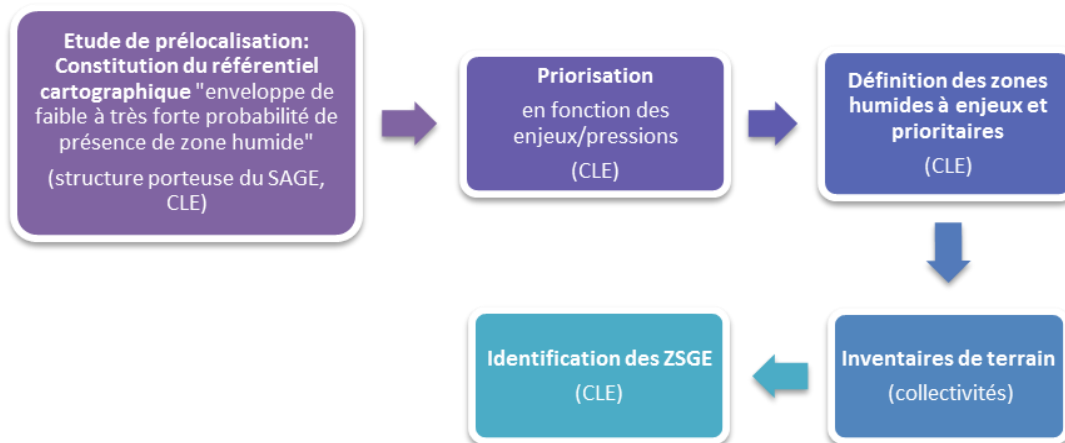 Etude de prélocalisation:
Constitution du référentiel
cartographique "enveloppe de
faible à très forte probabilité de
présence de zone humide"
(structure porteuse du SAGE,
CLE)
Priorisation
en fonction des
enjeux/pressions
(CLE)
Définition des zones
humides à enjeux et
prioritaires
(CLE)
Inventaires de terrain
(collectivités)
Identification des ZSGE
(CLE)